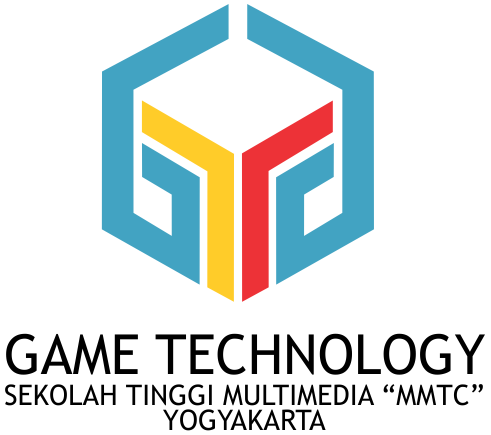 GAME TECHNOLOGY
SEKOLAH TINGGI MULTIMEDIA “MMTC”
YOGYAKARTA